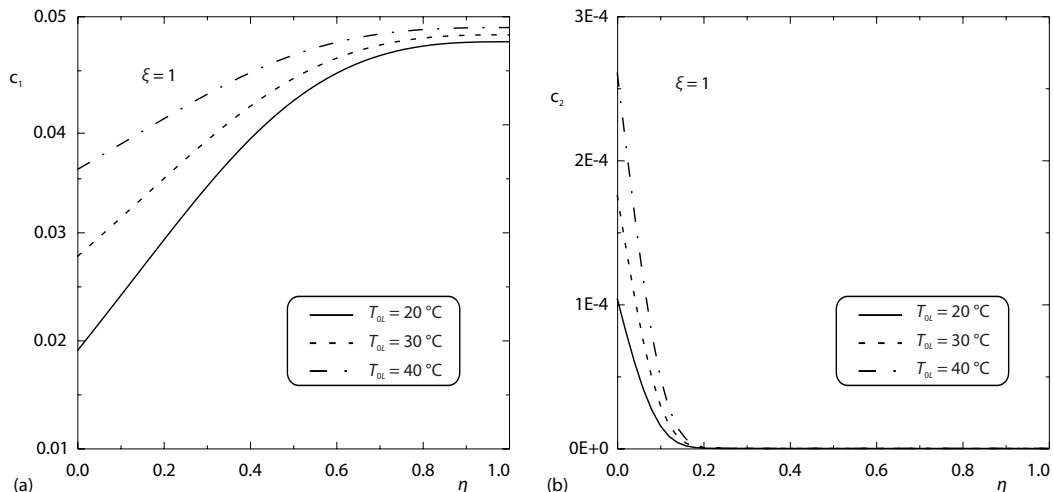 0.05
c₁
ξ = 1
0.04
0.03
0.02
0.01
T₀L = 20 °C
T₀L = 30 °C
T₀L = 40 °C
0.0 0.2 0.4 0.6 0.8 1.0
(a) η
3E-4
c₂
ξ = 1
2E-4
1E-4
0E+0
T₀L = 20 °C
T₀L = 30 °C
T₀L = 40 °C
0.0 0.2 0.4 0.6 0.8 1.0
(b) η